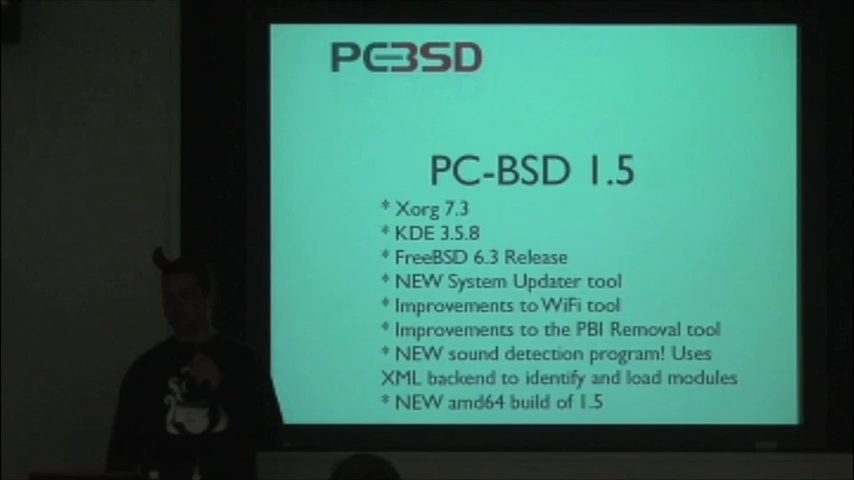 PCBSD
PC-BSD 1.5
* Xorg 7.3
* KDE 3.5.8
* FreeBSD 6.3 Release
* NEW System Updater tool
* Improvements to WiFi tool
* Improvements to the PBI Removal tool
* NEW sound detection program! Uses
XML backend to identify and load modules
* NEW amd64 build of 1.5